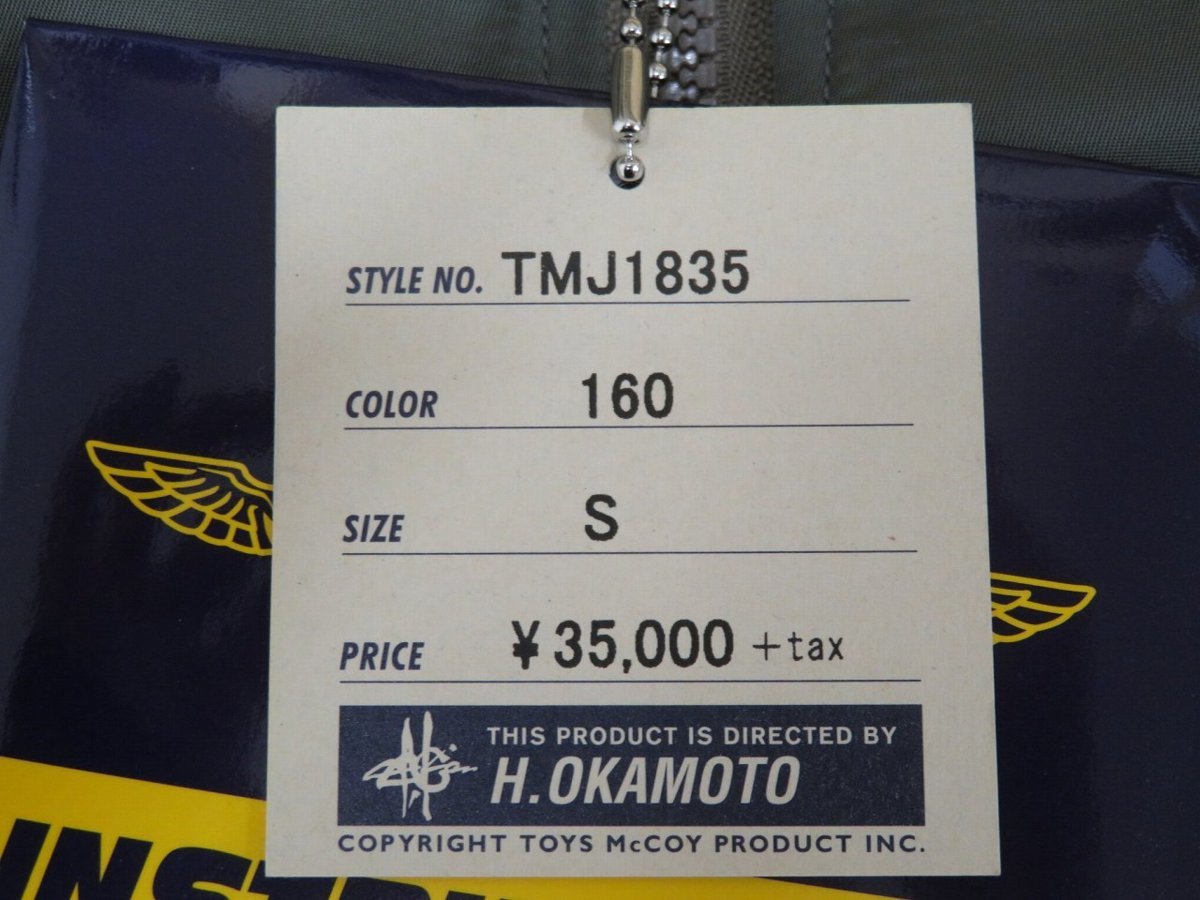 STYLE NO. TMJ1835
COLOR 160
SIZE S
PRICE ¥35,000 +tax
THIS PRODUCT IS DIRECTED BY
H.OKAMOTO
COPYRIGHT TOYS McCOY PRODUCT INC.